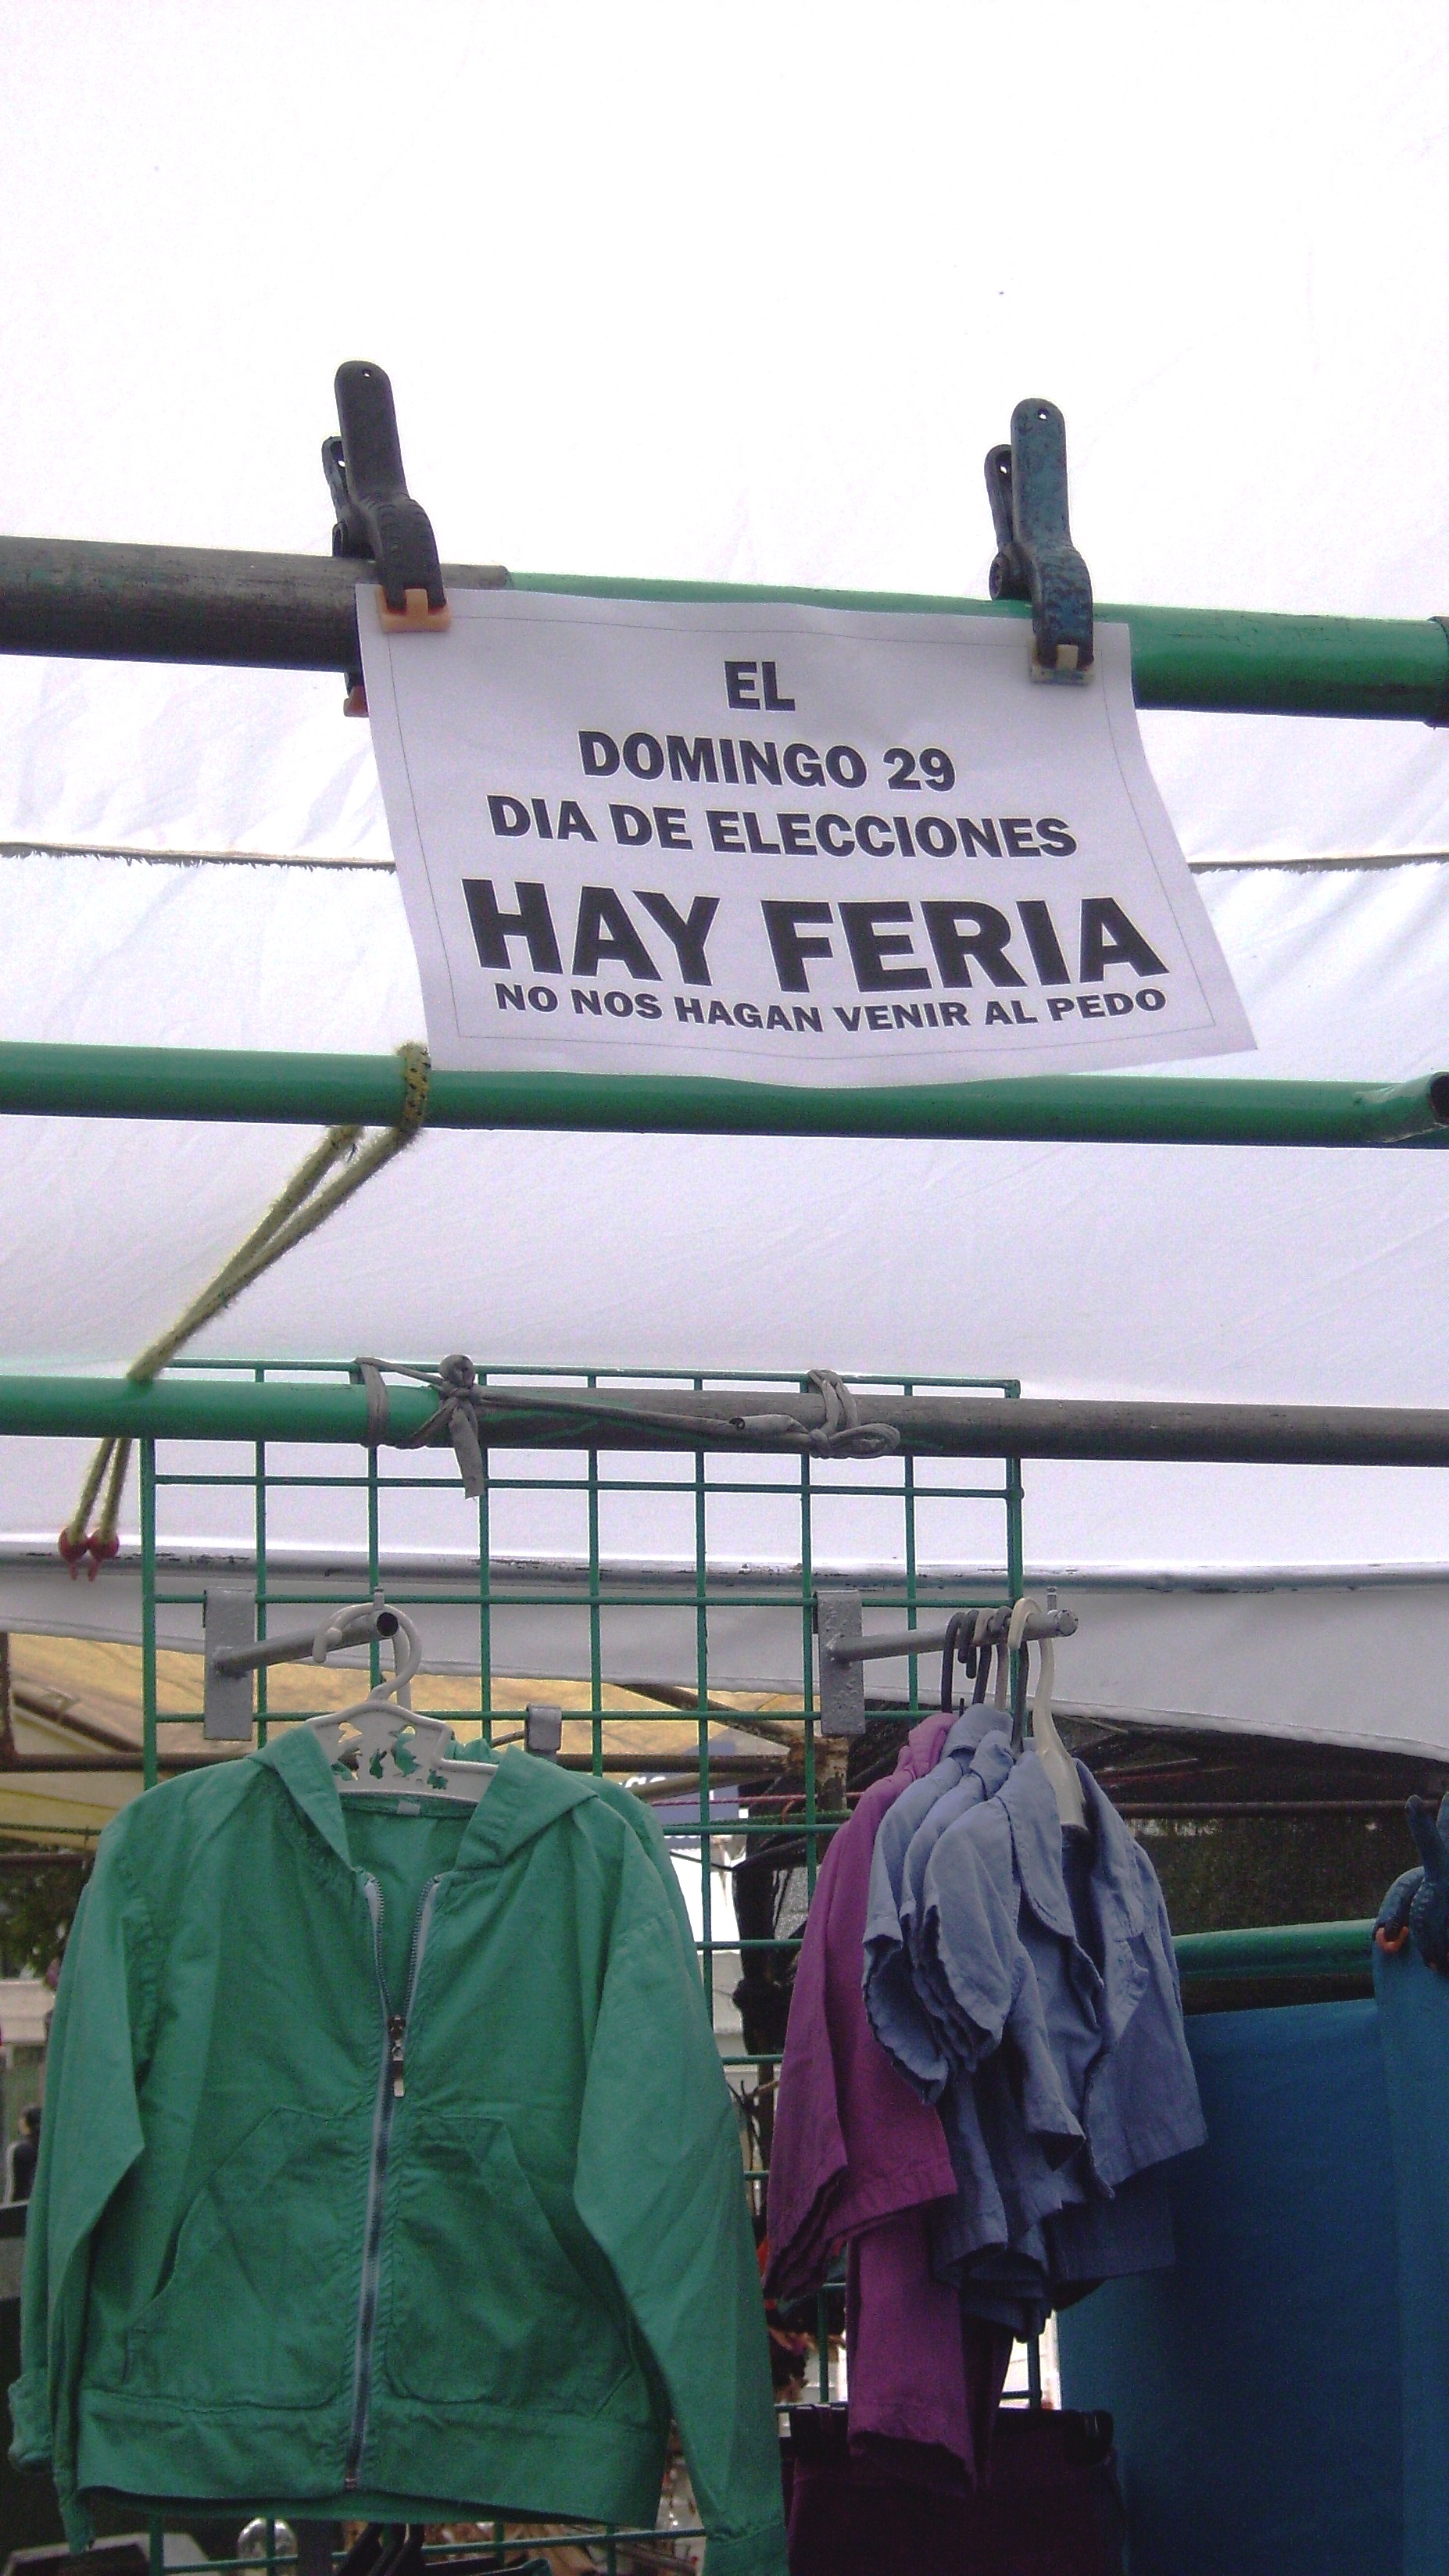 EL
DOMINGO 29
DIA DE ELECCIONES
HAY FERIA
NO NOS HAGAN VENIR AL PEDO